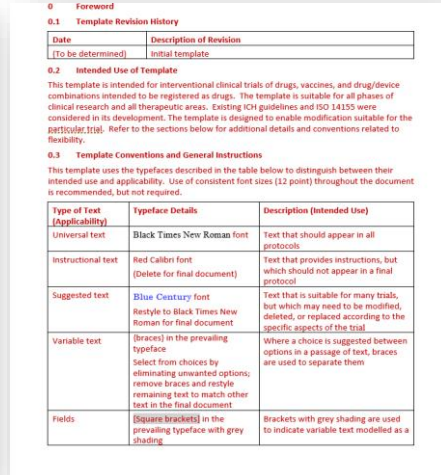 0 Foreword
0.1 Template Revision History
Date Description of Revision
(To be determined) Initial template
0.2 Intended Use of Template
This template is intended for interventional clinical trials of drugs, vaccines, and drug/device
combinations intended to be registered as drugs. The template is suitable for all phases of
clinical research and all therapeutic areas. Existing ICH guidelines and ISO 14155 were
considered in its development. The template is designed to enable modification suitable for the
particular trial. Refer to the sections below for additional details and conventions related to
flexibility.
0.3 Template Conventions and General Instructions
This template uses the typefaces described in the table below to distinguish between their
intended use and applicability. Use of consistent font sizes (12 point) throughout the document
is recommended, but not required.
Type of Text Typeface Details Description (Intended Use)
(Applicability)
Universal text Black Times New Roman font Text that should appear in all
protocols
Instructional text Red Calibri font Text that provides instructions, but
(Delete for final document) which should not appear in a final
protocol
Suggested text Blue Century font Text that is suitable for many trials,
Restyle to Black Times New but which may need to be modified,
Roman for final document deleted, or replaced according to the
specific aspects of the trial
Variable text {braces} in the prevailing Where a choice is suggested between
typeface options in a passage of text, braces
Select from choices by are used to separate them
eliminating unwanted options;
remove braces and restyle
remaining text to match other
text in the final document
Fields [Square brackets] in the Brackets with grey shading are used
prevailing typeface with grey to indicate variable text modelled as a
shading